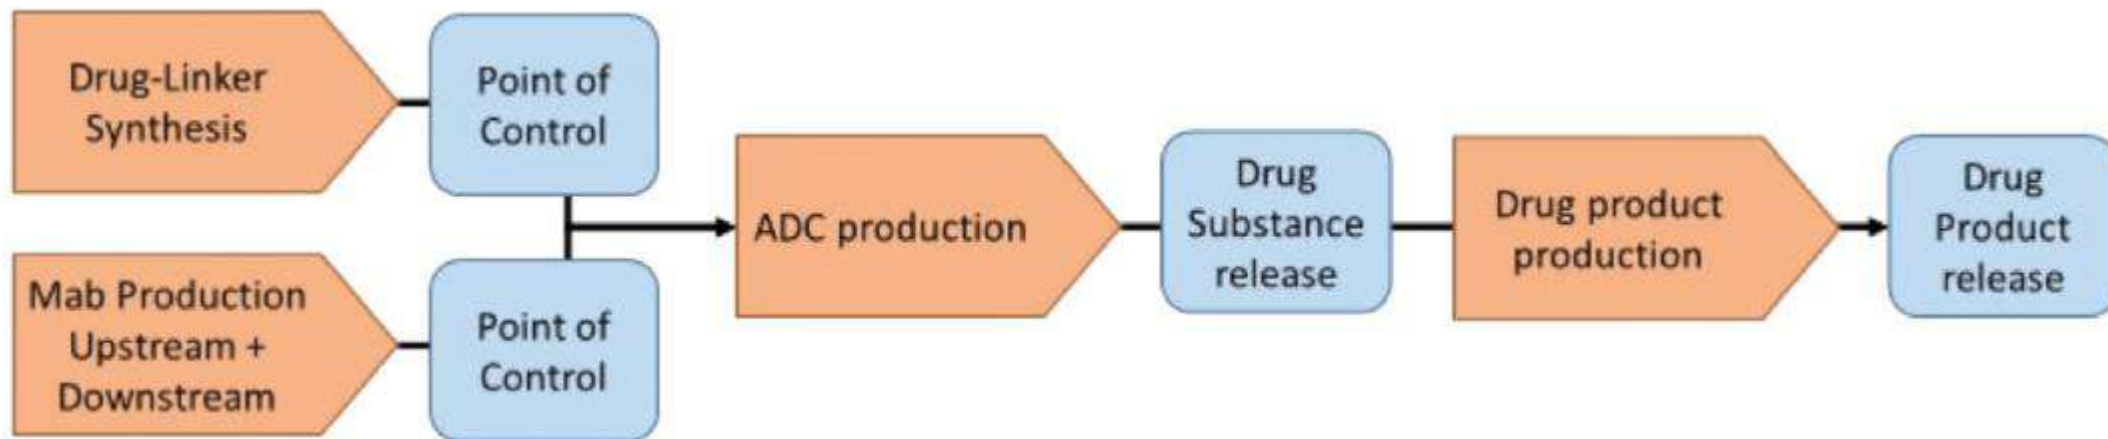 Drug-Linker
Synthesis
Point of
Control
Mab Production
Upstream +
Downstream
Point of
Control
ADC production
Drug
Substance
release
Drug product
production
Drug
Product
release